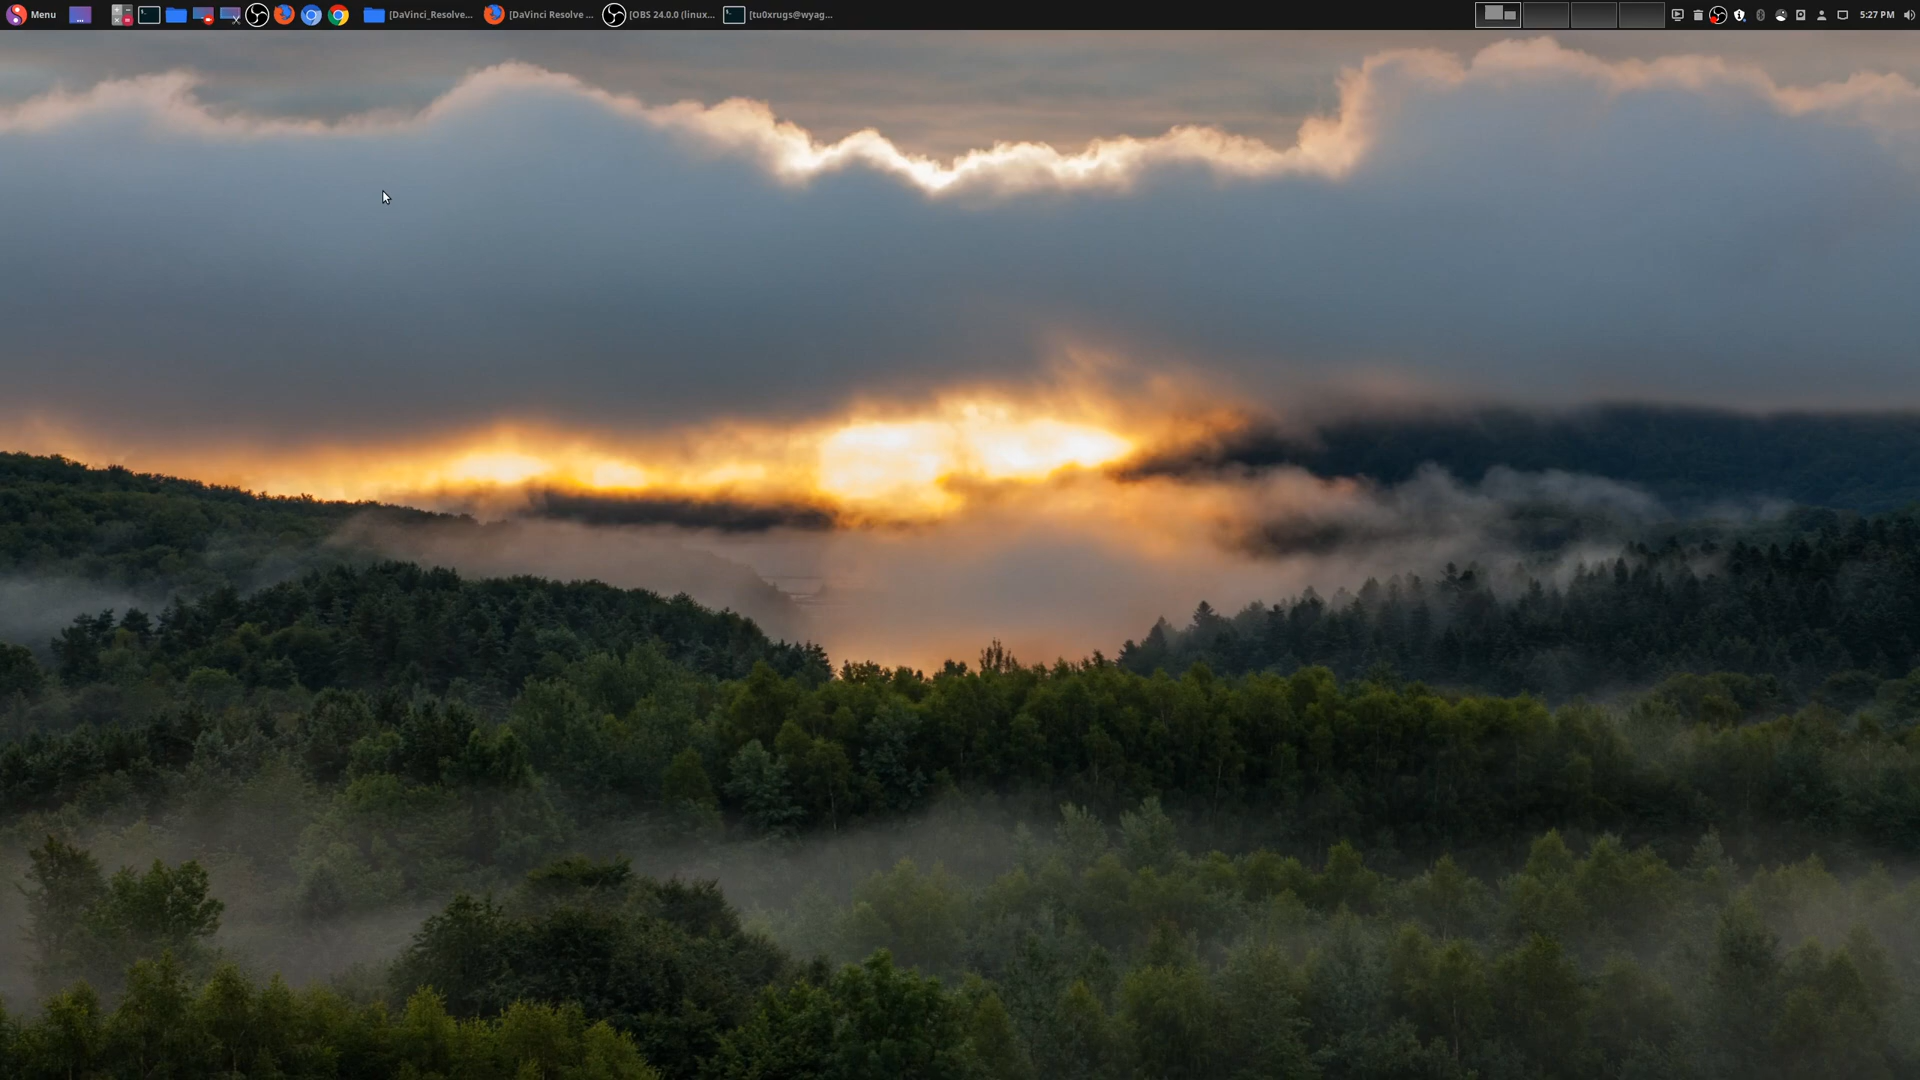 Menu
[DaVinci_Resolve...
[DaVinci Resolve ...
[OBS 24.0.0 (linux...
[tu0xrugs@wyag...
5:27 PM